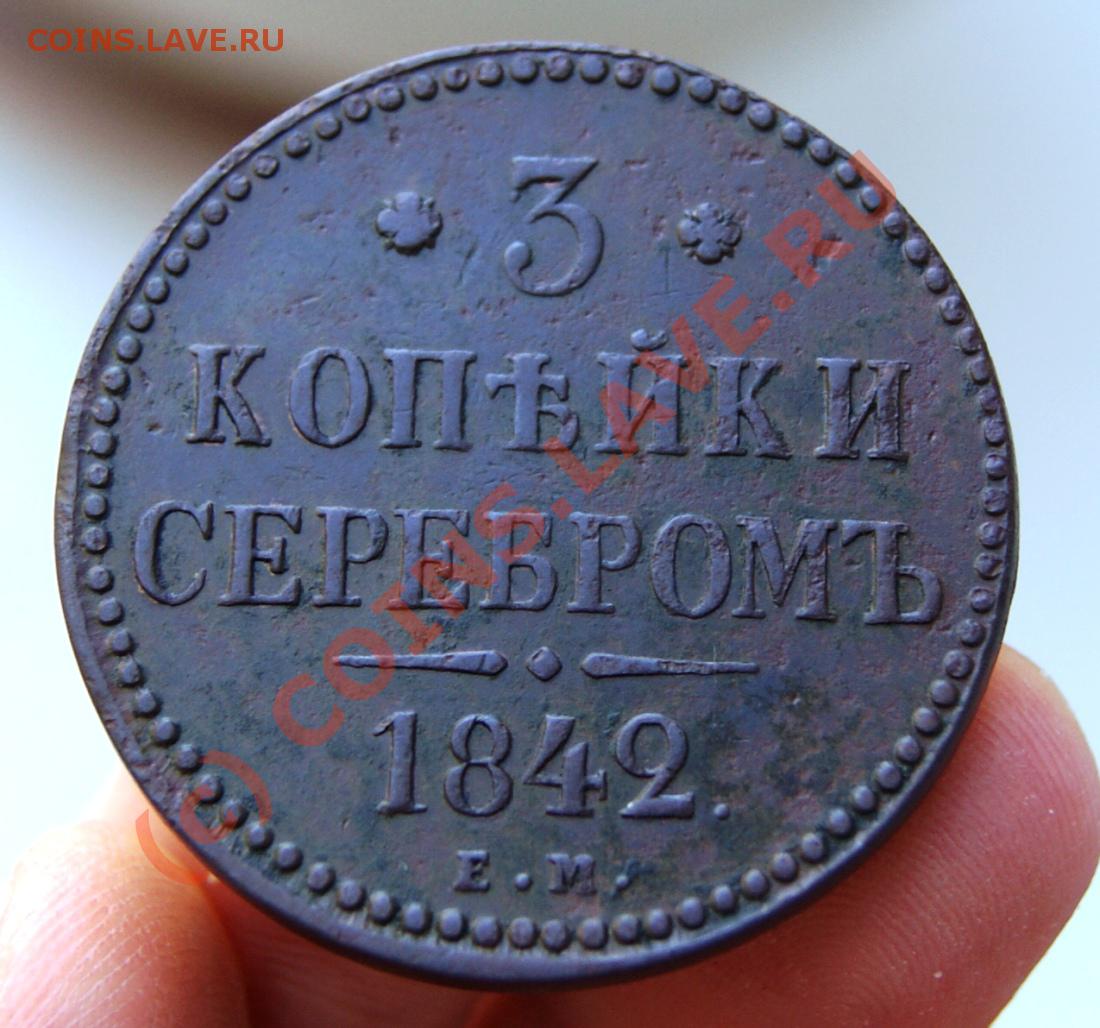 COINS.LAVE.RU
3
КОПѢЙКИ
СЕРЕБРОМЪ
1842.
Е.М.
(c) COINS.LAVE.RU